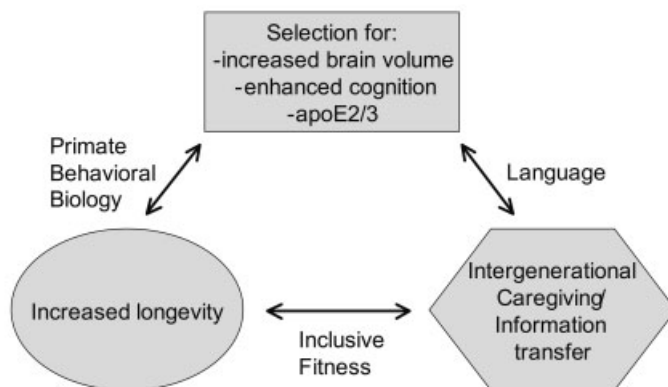 Selection for:
-increased brain volume
-enhanced cognition
-apoE2/3
Primate
Behavioral
Biology
Language
Increased longevity
Intergenerational
Caregiving/
Information
transfer
Inclusive
Fitness